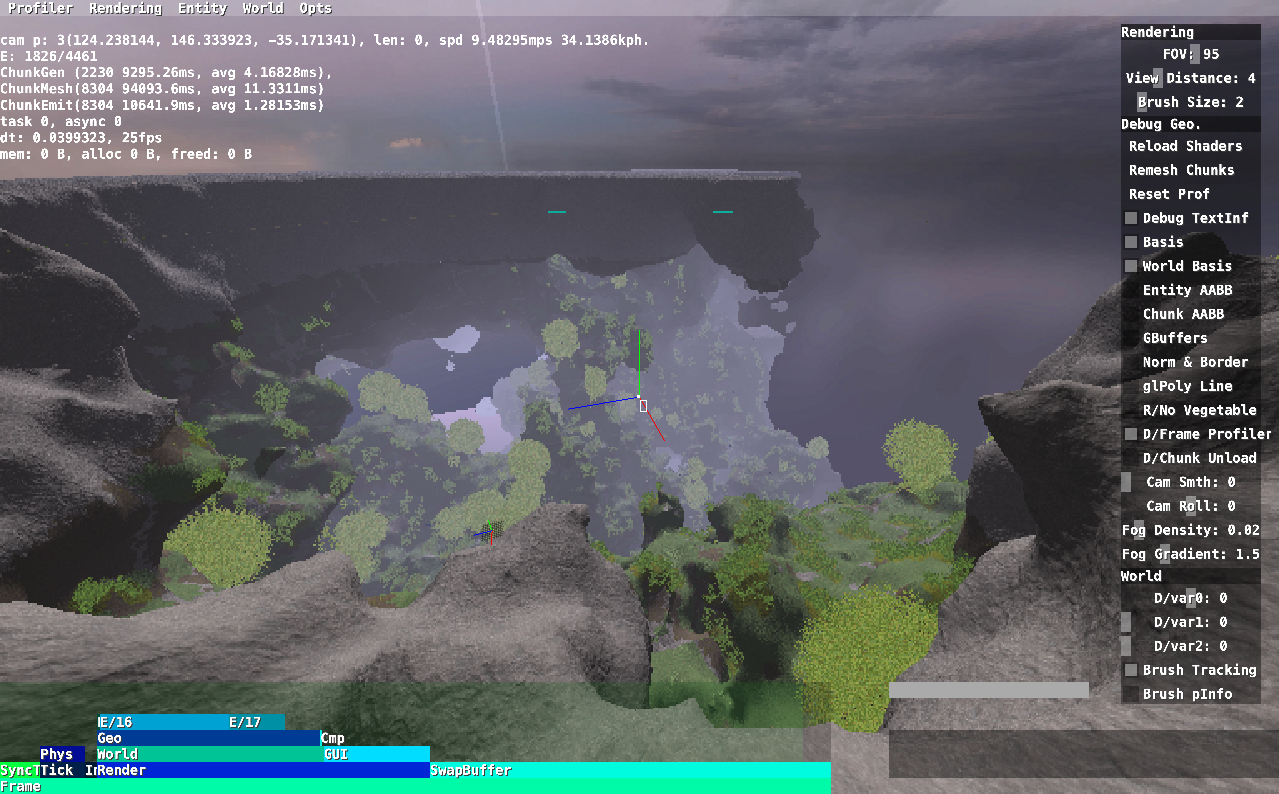 Profiler Rendering Entity World Opts
cam p: 3(124.238144, 146.333923, -35.171341), len: 0, spd 9.48295mps 34.1386kph.
E: 1826/4461
ChunkGen (2230 9295.26ms, avg 4.16828ms),
ChunkMesh(8304 94093.6ms, avg 11.3311ms)
ChunkEmit(8304 10641.9ms, avg 1.28153ms)
task 0, async 0
dt: 0.0399323, 25fps
mem: 0 B, alloc 0 B, freed: 0 B
Rendering
FOV: 95
View Distance: 4
Brush Size: 2
Debug Geo.
Reload Shaders
Remesh Chunks
Reset Prof
Debug TextInf
Basis
World Basis
Entity AABB
Chunk AABB
GBuffers
Norm & Border
glPoly Line
R/No Vegetable
D/Frame Profiler
D/Chunk Unload
Cam Smth: 0
Cam Roll: 0
Fog Density: 0.02
Fog Gradient: 1.5
World
D/var0: 0
D/var1: 0
D/var2: 0
Brush Tracking
Brush pInfo
E/16 E/17
Geo Cmp
Phys World GUI
SyncT Tick Render SwapBuffer
Frame